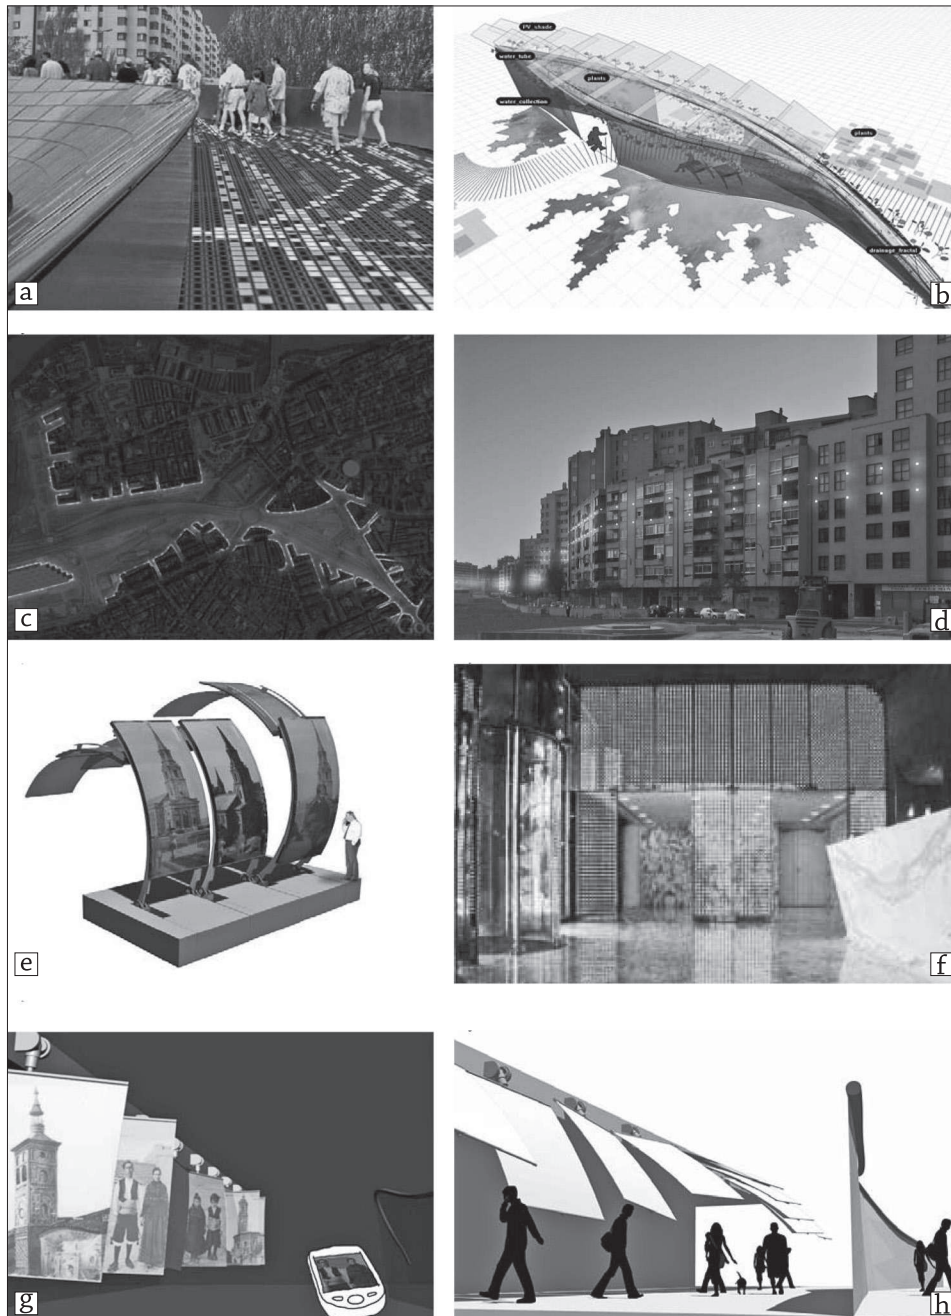 a
PV_shade
water_tube
plants
water_collection
plants
drainage_fractal
b
c
d
e
f
g
h